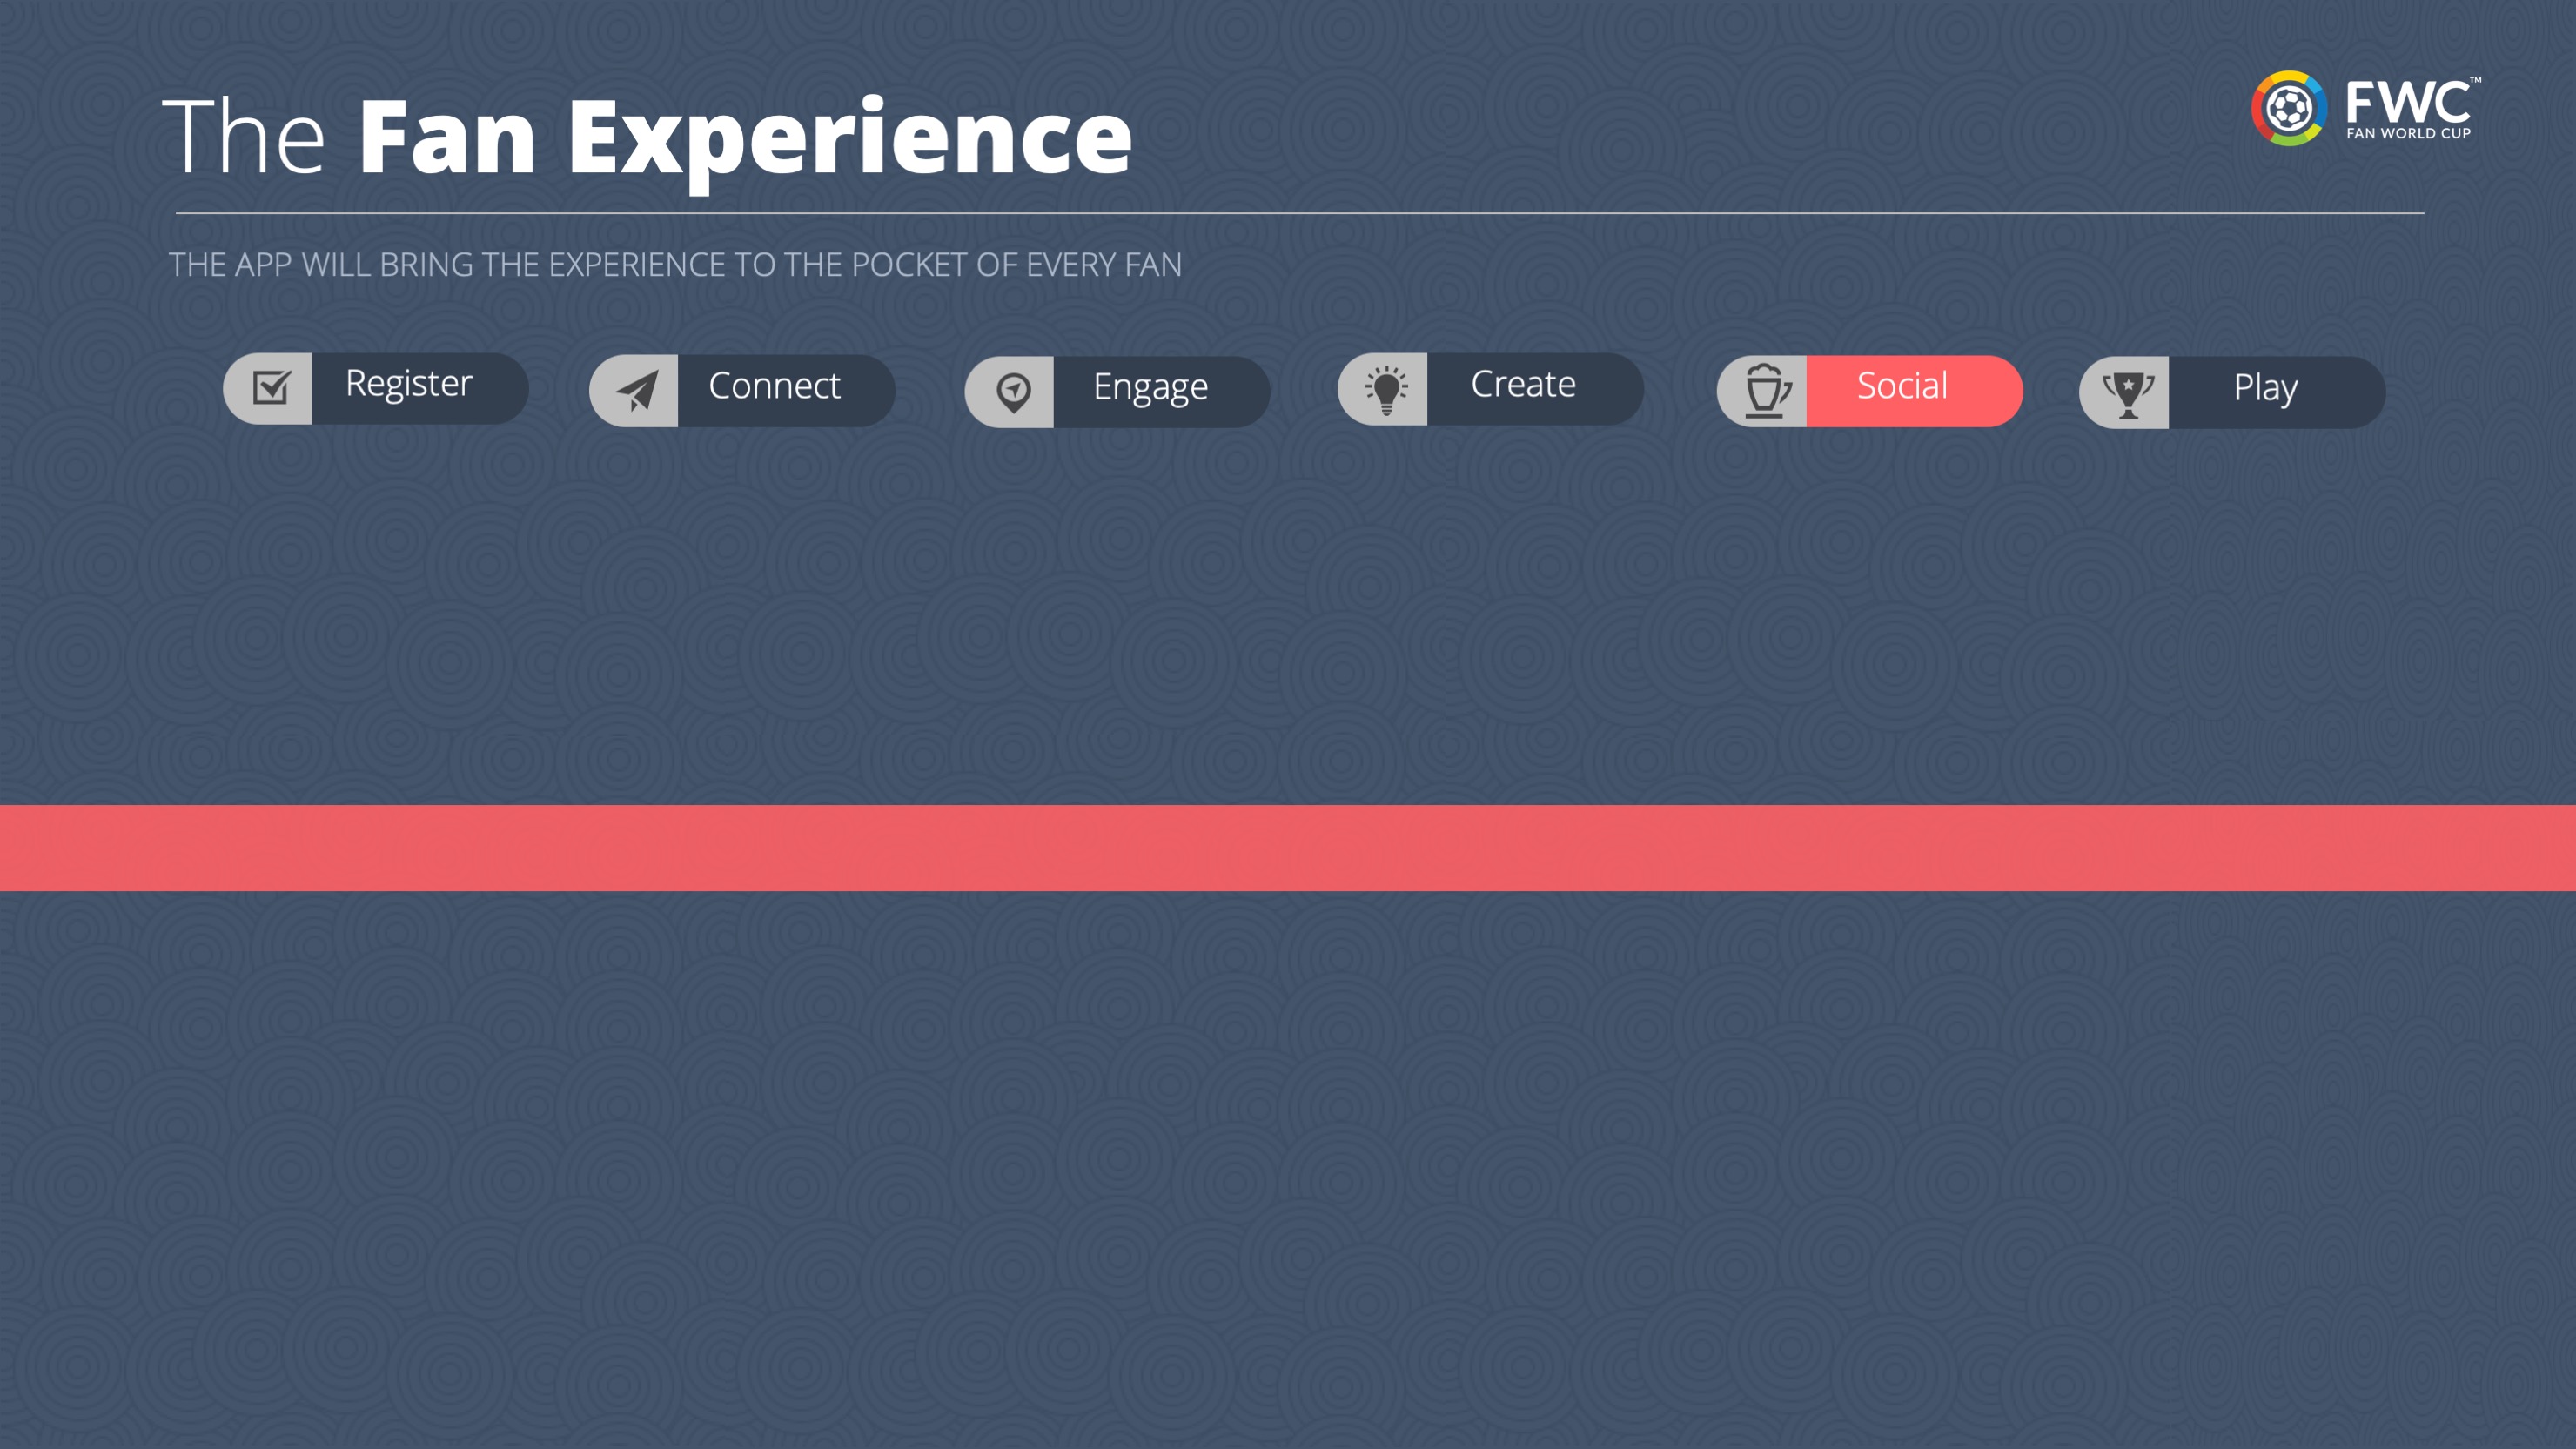 The Fan Experience
FWC™
FAN WORLD CUP
THE APP WILL BRING THE EXPERIENCE TO THE POCKET OF EVERY FAN
Register
Connect
Engage
Create
Social
Play